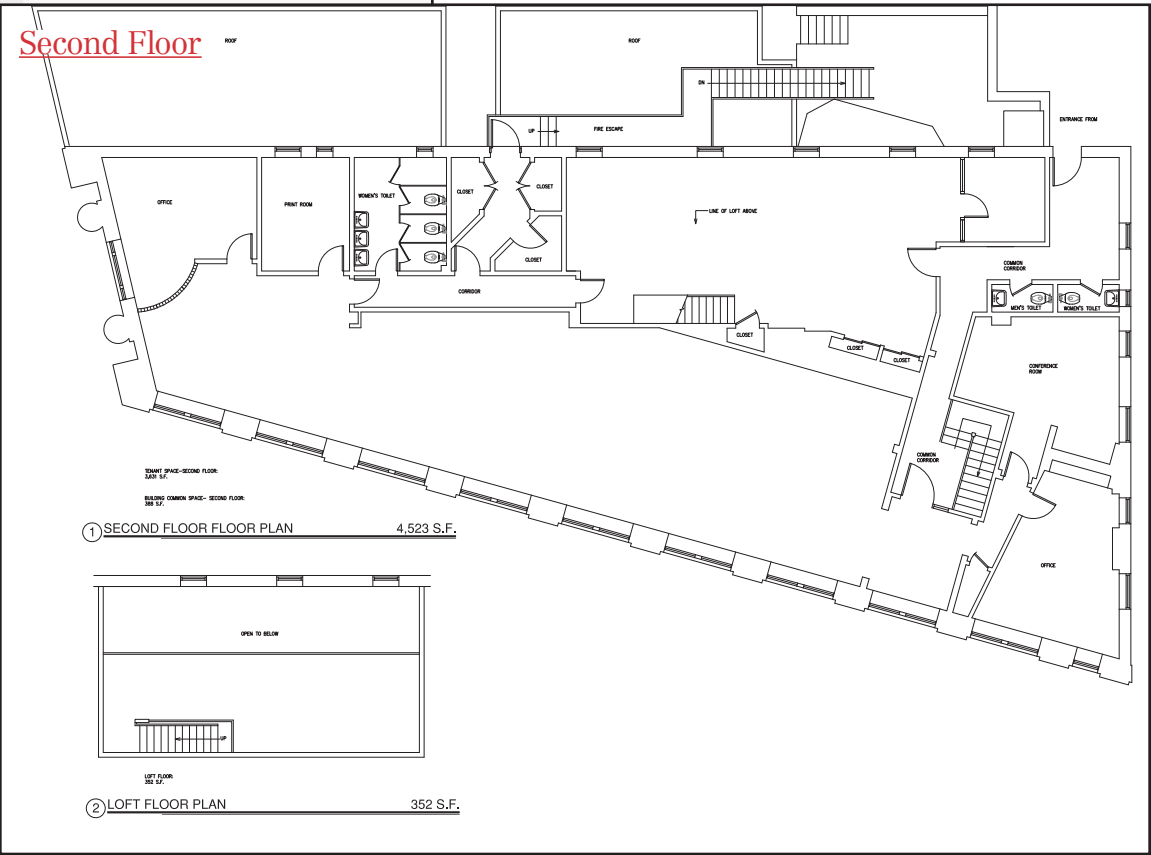 Second Floor
ROOF
ROOF
DN
UP
FIRE ESCAPE
ENTRANCE FROM
OFFICE
PRINT ROOM
WOMEN'S TOILET
CLOSET
CLOSET
CLOSET
LINE OF LOFT ABOVE
COMMON
CORRIDOR
CORRIDOR
MEN'S TOILET
WOMEN'S TOILET
CLOSET
CLOSET
CLOSET
CONFERENCE
ROOM
COMMON
CORRIDOR
OFFICE
TENANT SPACE-SECOND FLOOR:
3,631 S.F.
BUILDING COMMON SPACE- SECOND FLOOR:
S.F.
1 SECOND FLOOR FLOOR PLAN 4,523 S.F.
OPEN TO BELOW
UP
LOFT FLOOR:
352 S.F.
2 LOFT FLOOR PLAN 352 S.F.